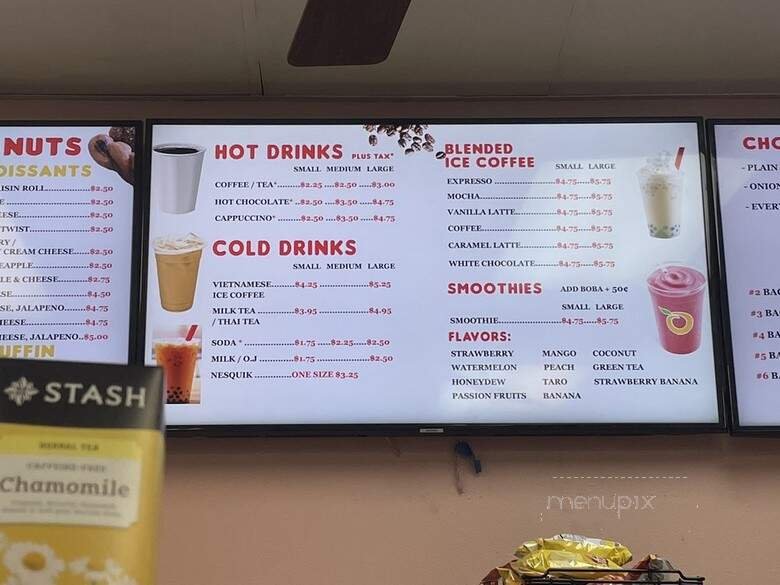 NUTS
OISSANTS
ISIN ROLL..................$2.50
E..............................$2.50
ESE..........................$2.50
TWIST......................$2.50
RY /
CREAM CHEESE......$2.50
EAPPLE....................$2.50
LE & CHEESE............$2.75
SE............................$4.50
SE, JALAPENO..........$4.75
HEESE......................$4.75
HEESE, JALAPENO..$5.00
UFFIN
HOT DRINKS PLUS TAX*
SMALL MEDIUM LARGE
COFFEE / TEA*.........$2.25 ....$2.50 .....$3.00
HOT CHOCOLATE*..$2.50 ....$3.50 .....$4.75
CAPPUCINO* ..........$2.50 ....$3.50 .....$4.75
COLD DRINKS
SMALL MEDIUM LARGE
VIETNAMESE.......$4.25 ................$5.25
ICE COFFEE
MILK TEA ...........$3.95 ..................$4.95
/ THAI TEA
SODA * .................$1.75 .....$2.25.......$2.50
MILK / OJ .............$1.75 ...................$2.50
NESQUIK ..............ONE SIZE $3.25
BLENDED
ICE COFFEE
SMALL LARGE
EXPRESSO ....................$4.75.....$5.75
MOCHA.........................$4.75.....$5.75
VANILLA LATTE............$4.75.....$5.75
COFFEE.........................$4.75.....$5.75
CARAMEL LATTE..........$4.75.....$5.75
WHITE CHOCOLATE......$4.75.....$5.75
SMOOTHIES ADD BOBA + 50¢
SMALL LARGE
SMOOTHIE.....................$4.75.....$5.75
FLAVORS:
STRAWBERRY MANGO COCONUT
WATERMELON PEACH GREEN TEA
HONEYDEW TARO STRAWBERRY BANANA
PASSION FRUITS BANANA
CHO
- PLAIN
- ONIO
- EVER
#2 BAG
#3 BA
#4 BA
#5 BA
#6 BA
STASH
HERBAL TEA
CAFFEINE-FREE
Chamomile
menupix